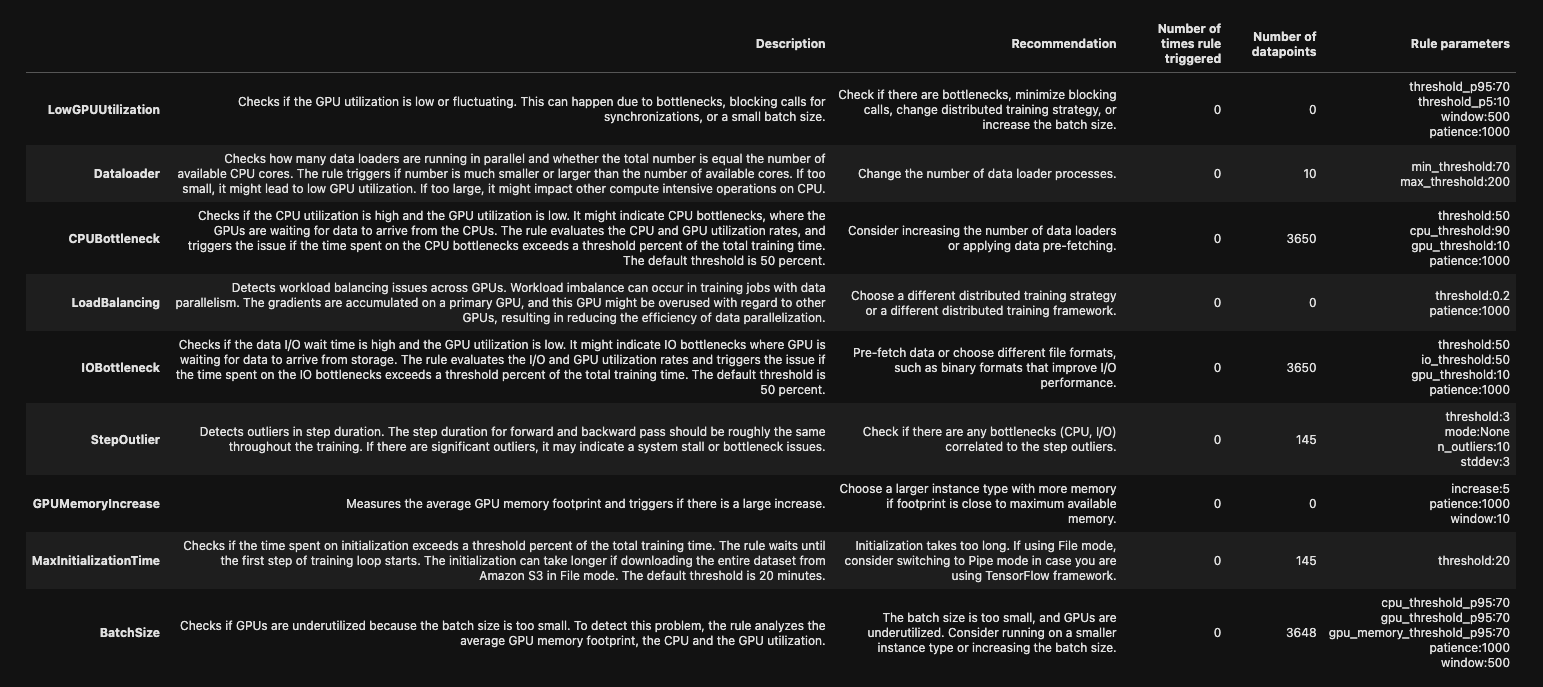 Description Recommendation Number of times rule triggered Number of datapoints Rule parameters
LowGPUUtilization
Checks if the GPU utilization is low or fluctuating. This can happen due to bottlenecks, blocking calls for
synchronizations, or a small batch size.
Check if there are bottlenecks, minimize blocking
calls, change distributed training strategy, or
increase the batch size.
0
0
threshold_p95:70
threshold_p5:10
window:500
patience:1000
Dataloader
Checks how many data loaders are running in parallel and whether the total number is equal the number of
available CPU cores. The rule triggers if number is much smaller or larger than the number of available cores. If too
small, it might lead to low GPU utilization. If too large, it might impact other compute intensive operations on CPU.
Change the number of data loader processes.
0
10
min_threshold:70
max_threshold:200
CPUBottleneck
Checks if the CPU utilization is high and the GPU utilization is low. It might indicate CPU bottlenecks, where the
GPUs are waiting for data to arrive from the CPUs. The rule evaluates the CPU and GPU utilization rates, and
triggers the issue if the time spent on the CPU bottlenecks exceeds a threshold percent of the total training time.
The default threshold is 50 percent.
Consider increasing the number of data loaders
or applying data pre-fetching.
0
3650
threshold:50
cpu_threshold:90
gpu_threshold:10
patience:1000
LoadBalancing
Detects workload balancing issues across GPUs. Workload imbalance can occur in training jobs with data
parallelism. The gradients are accumulated on a primary GPU, and this GPU might be overused with regard to other
GPUs, resulting in reducing the efficiency of data parallelization.
Choose a different distributed training strategy
or a different distributed training framework.
0
0
threshold:0.2
patience:1000
IOBottleneck
Checks if the data I/O wait time is high and the GPU utilization is low. It might indicate IO bottlenecks where GPU is
waiting for data to arrive from storage. The rule evaluates the I/O and GPU utilization rates and triggers the issue if
the time spent on the IO bottlenecks exceeds a threshold percent of the total training time. The default threshold is
50 percent.
Pre-fetch data or choose different file formats,
such as binary formats that improve I/O
performance.
0
3650
threshold:50
io_threshold:50
gpu_threshold:10
patience:1000
StepOutlier
Detects outliers in step duration. The step duration for forward and backward pass should be roughly the same
throughout the training. If there are significant outliers, it may indicate a system stall or bottleneck issues.
Check if there are any bottlenecks (CPU, I/O)
correlated to the step outliers.
0
145
threshold:3
mode:None
n_outliers:10
stddev:3
GPUMemoryIncrease
Measures the average GPU memory footprint and triggers if there is a large increase.
Choose a larger instance type with more memory
if footprint is close to maximum available
memory.
0
0
increase:5
patience:1000
window:10
MaxInitializationTime
Checks if the time spent on initialization exceeds a threshold percent of the total training time. The rule waits until
the first step of training loop starts. The initialization can take longer if downloading the entire dataset from
Amazon S3 in File mode. The default threshold is 20 minutes.
Initialization takes too long. If using File mode,
consider switching to Pipe mode in case you are
using TensorFlow framework.
0
145
threshold:20
BatchSize
Checks if GPUs are underutilized because the batch size is too small. To detect this problem, the rule analyzes the
average GPU memory footprint, the CPU and the GPU utilization.
The batch size is too small, and GPUs are
underutilized. Consider running on a smaller
instance type or increasing the batch size.
0
3648
cpu_threshold_p95:70
gpu_threshold_p95:70
gpu_memory_threshold_p95:70
patience:1000
window:500